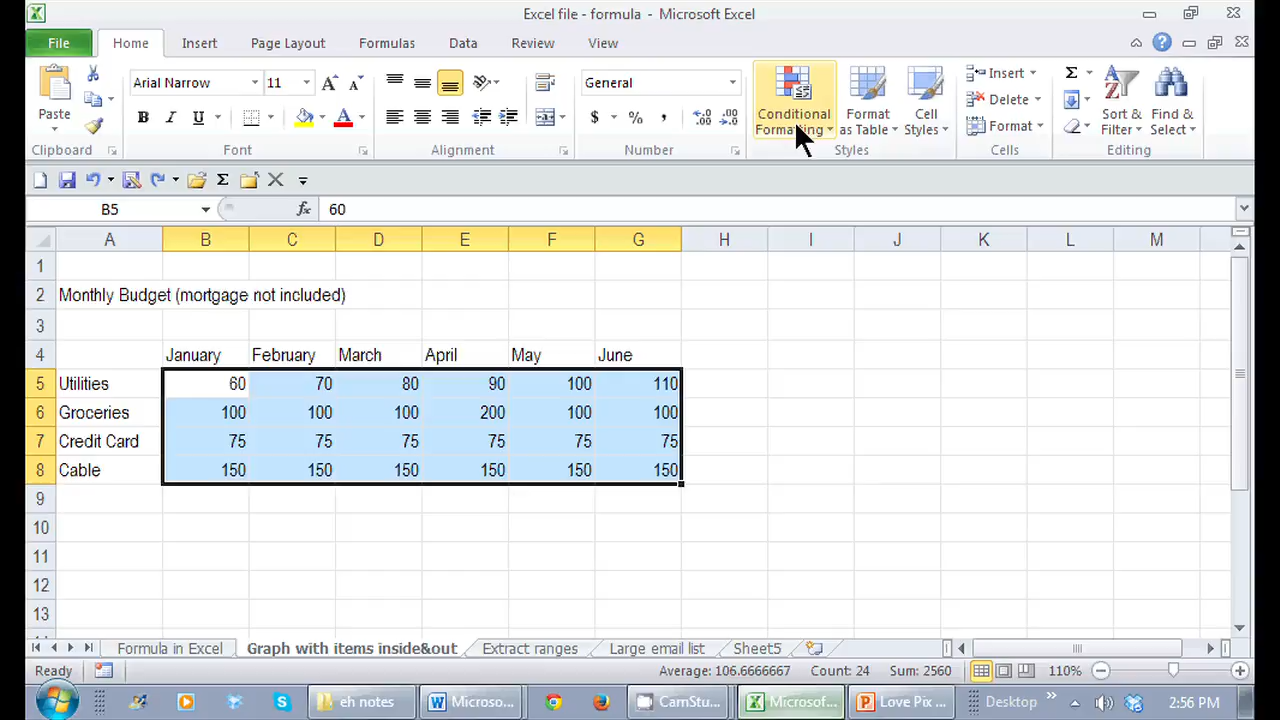 Excel file - formula - Microsoft Excel
File Home Insert Page Layout Formulas Data Review View
Paste
Clipboard
Arial Narrow 11
B I U A
Font
Alignment
General
$ % ,
Number
Conditional Formatting
Format as Table
Cell Styles
Styles
Insert
Delete
Format
Cells
Sort & Filter
Find & Select
Editing
B5 fx 60
A B C D E F G H I J K L M
1
2 Monthly Budget (mortgage not included)
3
4 January February March April May June
5 Utilities 60 70 80 90 100 110
6 Groceries 100 100 100 200 100 100
7 Credit Card 75 75 75 75 75 75
8 Cable 150 150 150 150 150 150
9
10
11
12
13
Formula in Excel Graph with items inside&out Extract ranges Large email list Sheet5
Ready Average: 106.6666667 Count: 24 Sum: 2560 110%
eh notes Microso... CamStu... Microsof... Love Pix ... Desktop 2:56 PM